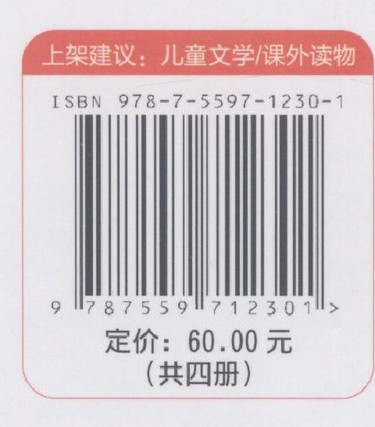 上架建议：儿童文学/课外读物
ISBN 978-7-5597-1230-1
9 787559 712301 >
定价：60.00 元
（共四册）